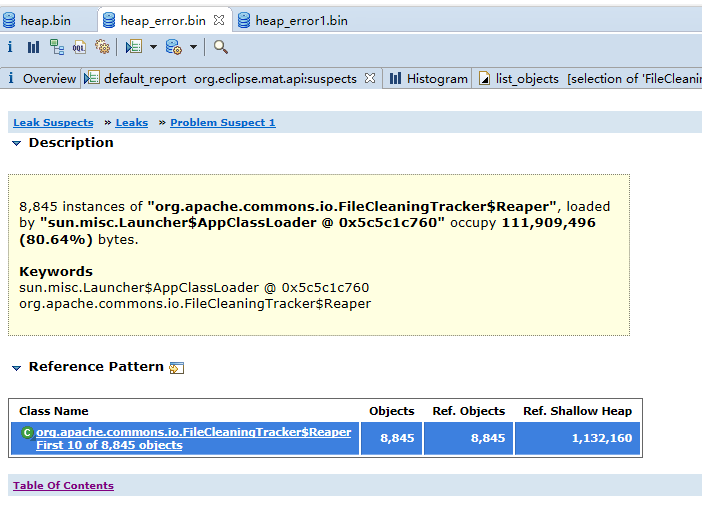 heap.bin heap_error.bin heap_error1.bin
i OQL
i Overview default_report org.eclipse.mat.api:suspects Histogram list_objects [selection of 'FileCleanin
Leak Suspects » Leaks » Problem Suspect 1
Description
8,845 instances of "org.apache.commons.io.FileCleaningTracker$Reaper", loaded
by "sun.misc.Launcher$AppClassLoader @ 0x5c5c1c760" occupy 111,909,496
(80.64%) bytes.
Keywords
sun.misc.Launcher$AppClassLoader @ 0x5c5c1c760
org.apache.commons.io.FileCleaningTracker$Reaper
Reference Pattern
Class Name Objects Ref. Objects Ref. Shallow Heap
C org.apache.commons.io.FileCleaningTracker$Reaper 8,845 8,845 1,132,160
First 10 of 8,845 objects
Table Of Contents